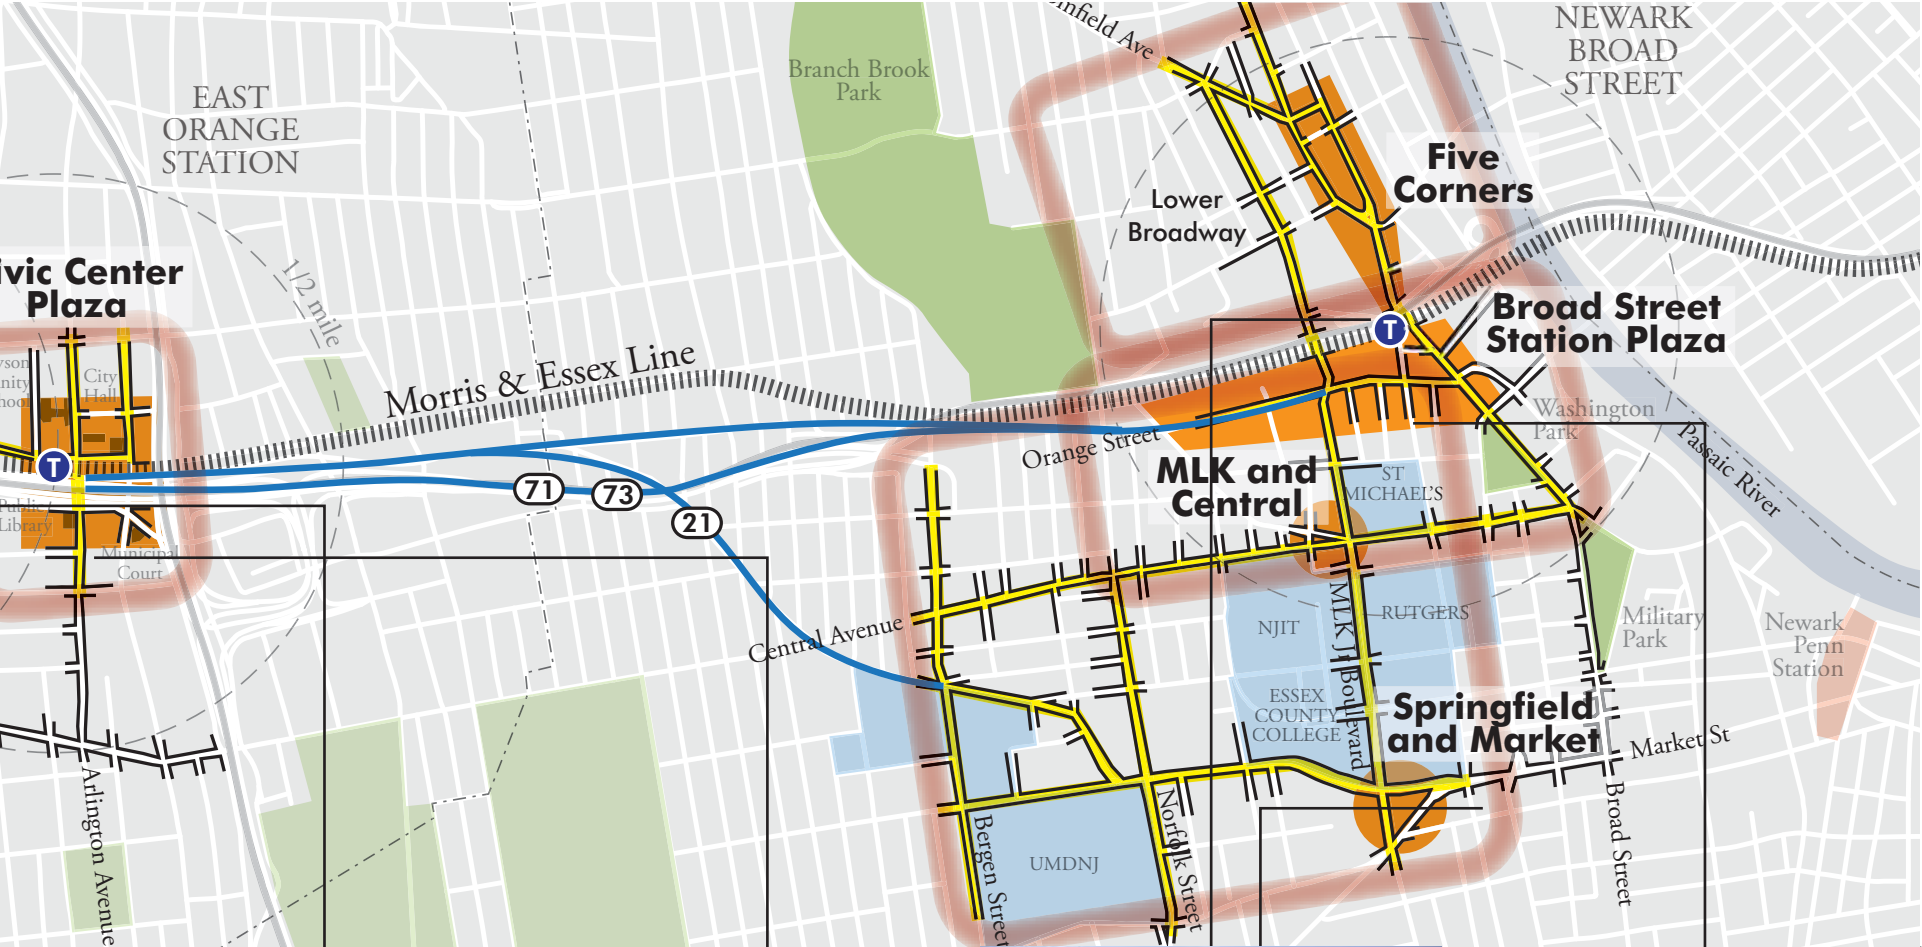 NEWARK
BROAD
STREET
EAST
ORANGE
STATION
Branch Brook
Park
nfield Ave
Five
Corners
Lower
Broadway
ivic Center
Plaza
1/2 mile
Broad Street
Station Plaza
T
Morris & Essex Line
City
Hall
Washington
Park
Orange Street
Passaic River
T
MLK and
Central
ST
MICHAEL'S
71
73
21
Public
Library
Municipal
Court
Central Avenue
NJIT
MLK Jr Boulevard
RUTGERS
Military
Park
Newark
Penn
Station
ESSEX
COUNTY
COLLEGE
Springfield
and Market
Market St
Arlington Avenue
Bergen Street
UMDNJ
Norfolk Street
Broad Street